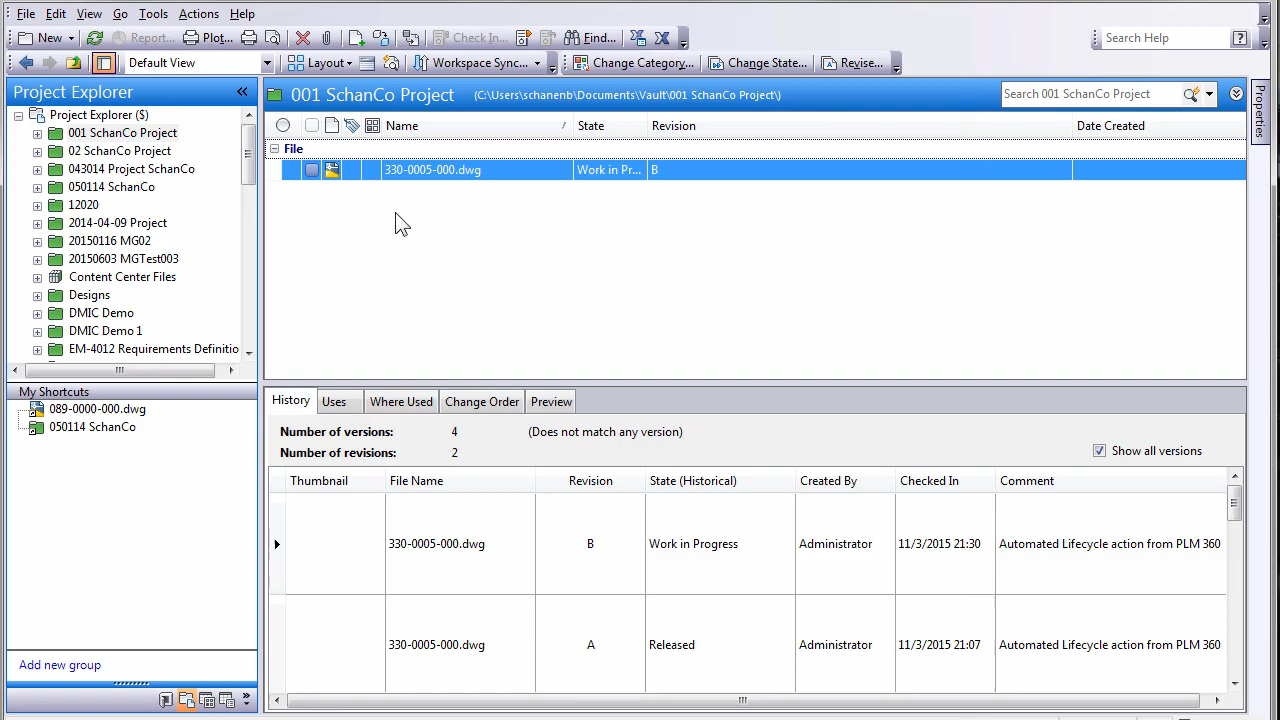 File Edit View Go Tools Actions Help
New Report... Plot... Check In... Find... Search Help
Default View Layout Workspace Sync... Change Category... Change State... Revise...
Project Explorer
Project Explorer ($)
001 SchanCo Project
02 SchanCo Project
043014 Project SchanCo
050114 SchanCo
12020
2014-04-09 Project
20150116 MG02
20150603 MGTest003
Content Center Files
Designs
DMIC Demo
DMIC Demo 1
EM-4012 Requirements Definitio
My Shortcuts
089-0000-000.dwg
050114 SchanCo
Add new group
001 SchanCo Project (C:\Users\schanenb\Documents\Vault\001 SchanCo Project\) Search 001 SchanCo Project
Name State Revision Date Created
File
330-0005-000.dwg Work in Pr... B
Properties
History Uses Where Used Change Order Preview
Number of versions: 4 (Does not match any version)
Number of revisions: 2 Show all versions
Thumbnail File Name Revision State (Historical) Created By Checked In Comment
330-0005-000.dwg B Work in Progress Administrator 11/3/2015 21:30 Automated Lifecycle action from PLM 360
330-0005-000.dwg A Released Administrator 11/3/2015 21:07 Automated Lifecycle action from PLM 360